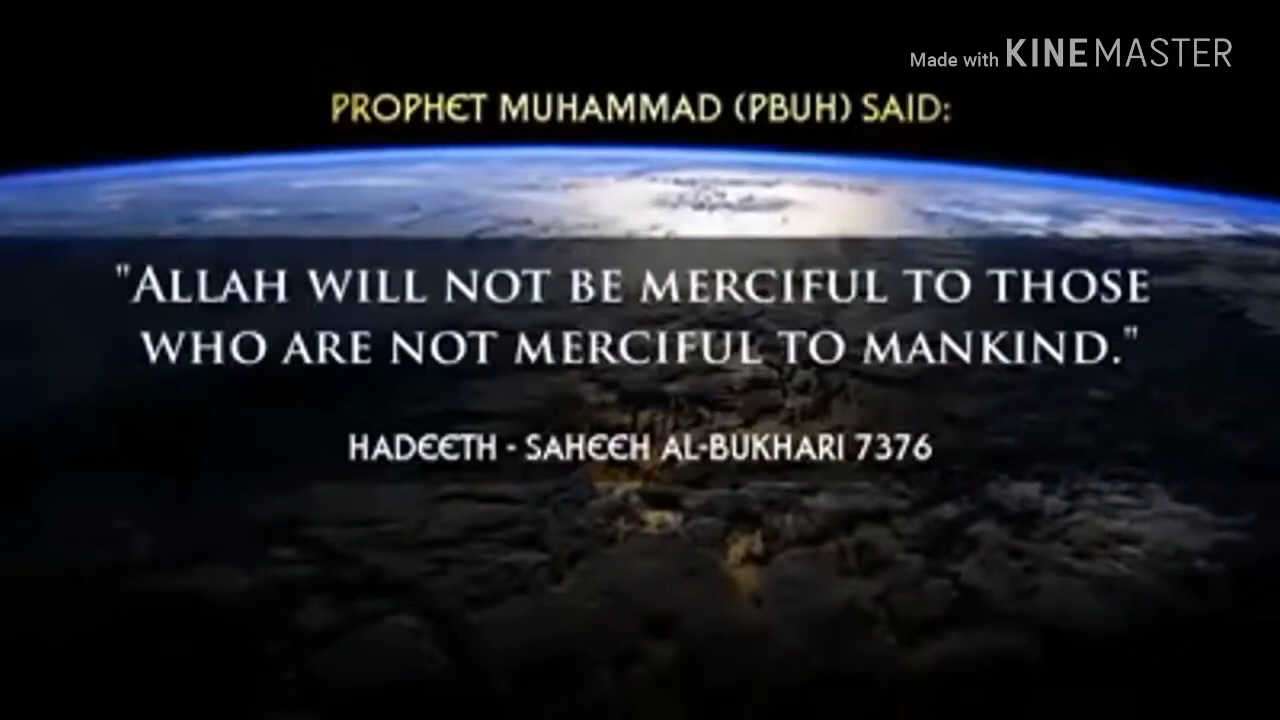 Made with KINEMASTER
PROPHET MUHAMMAD (PBUH) SAID:
"ALLAH WILL NOT BE MERCIFUL TO THOSE
WHO ARE NOT MERCIFUL TO MANKIND."
HADEETH - SAHEEH AL-BUKHARI 7376